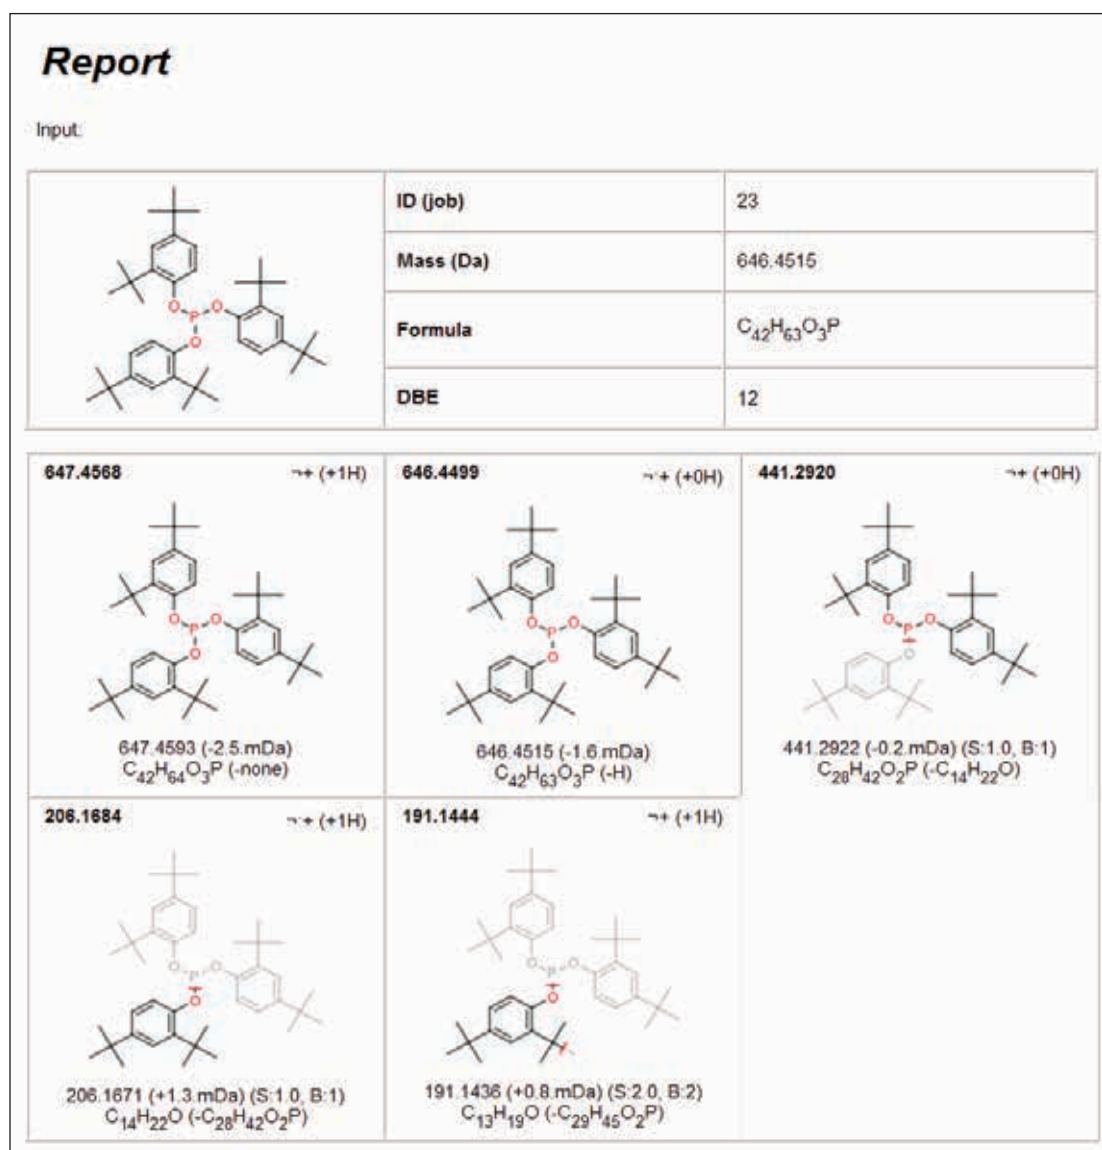 Report
Input:
ID (job) 23
Mass (Da) 646.4515
Formula C42H63O3P
DBE 12
647.4568 ¬+ (+1H)
646.4499 ¬·+ (+0H)
441.2920 ¬+ (+0H)
647.4593 (-2.5.mDa)
C42H64O3P (-none)
646.4515 (-1.6.mDa)
C42H63O3P (-H)
441.2922 (-0.2.mDa) (S:1.0, B:1)
C28H42O2P (-C14H22O)
206.1684 ¬·+ (+1H)
191.1444 ¬+ (+1H)
206.1671 (+1.3.mDa) (S:1.0, B:1)
C14H22O (-C28H42O2P)
191.1436 (+0.8.mDa) (S:2.0, B:2)
C13H19O (-C29H45O2P)